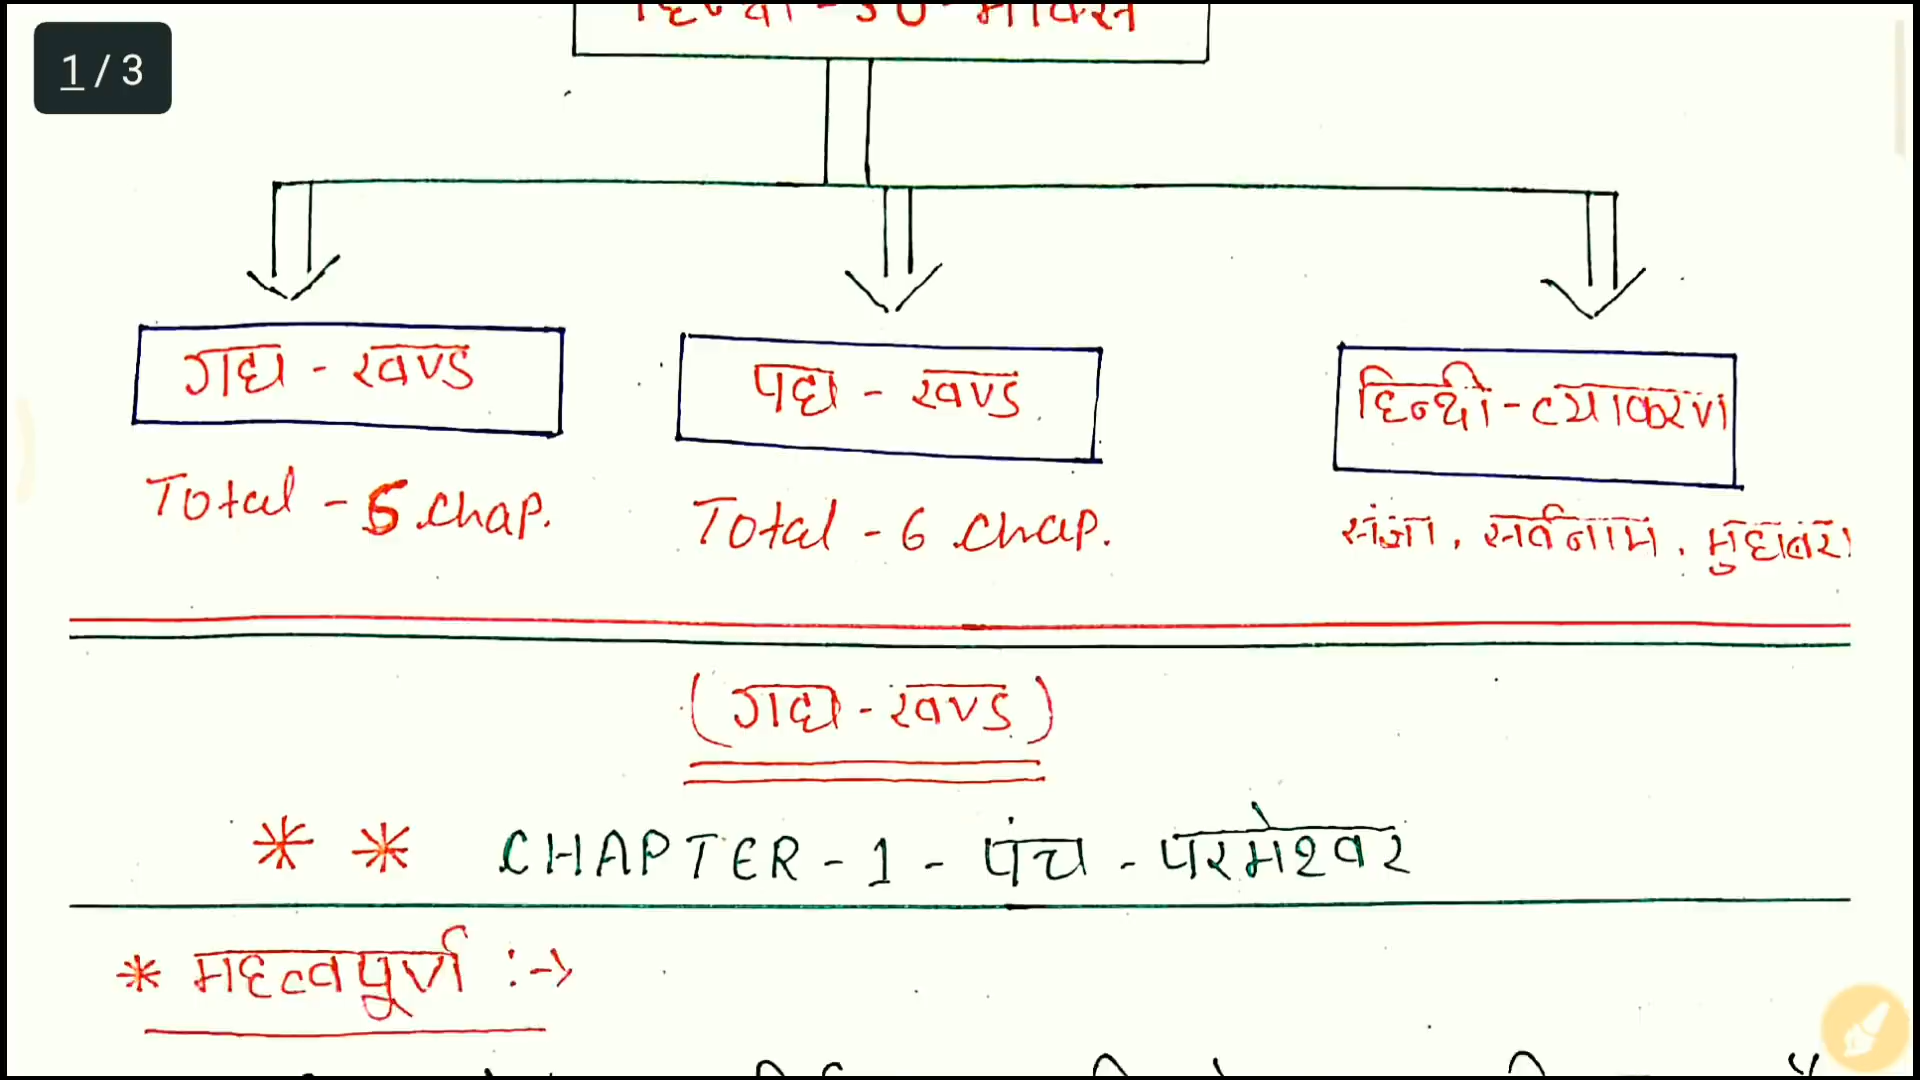 1 / 3
हिन्दी - 50 - मार्क्स
गद्य - खण्ड
पद्य - खण्ड
हिन्दी - व्याकरण
Total - 5 chap.
Total - 6 chap.
संज्ञा, सर्वनाम, मुहावरा
(गद्य - खण्ड)
** CHAPTER - 1 - पंच - परमेश्वर
* महत्वपूर्ण :→